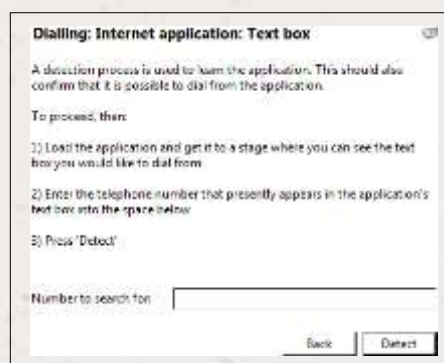 Dialling: Internet application: Text box
A detection process is used to learn the application. This should also
confirm that it is possible to dial from the application.
To proceed, then:
1) Load the application and get it to a stage where you can see the text
box you would like to dial from
2) Enter the telephone number that presently appears in the application's
text box into the space below
3) Press 'Detect'
Number to search for:
Back Detect